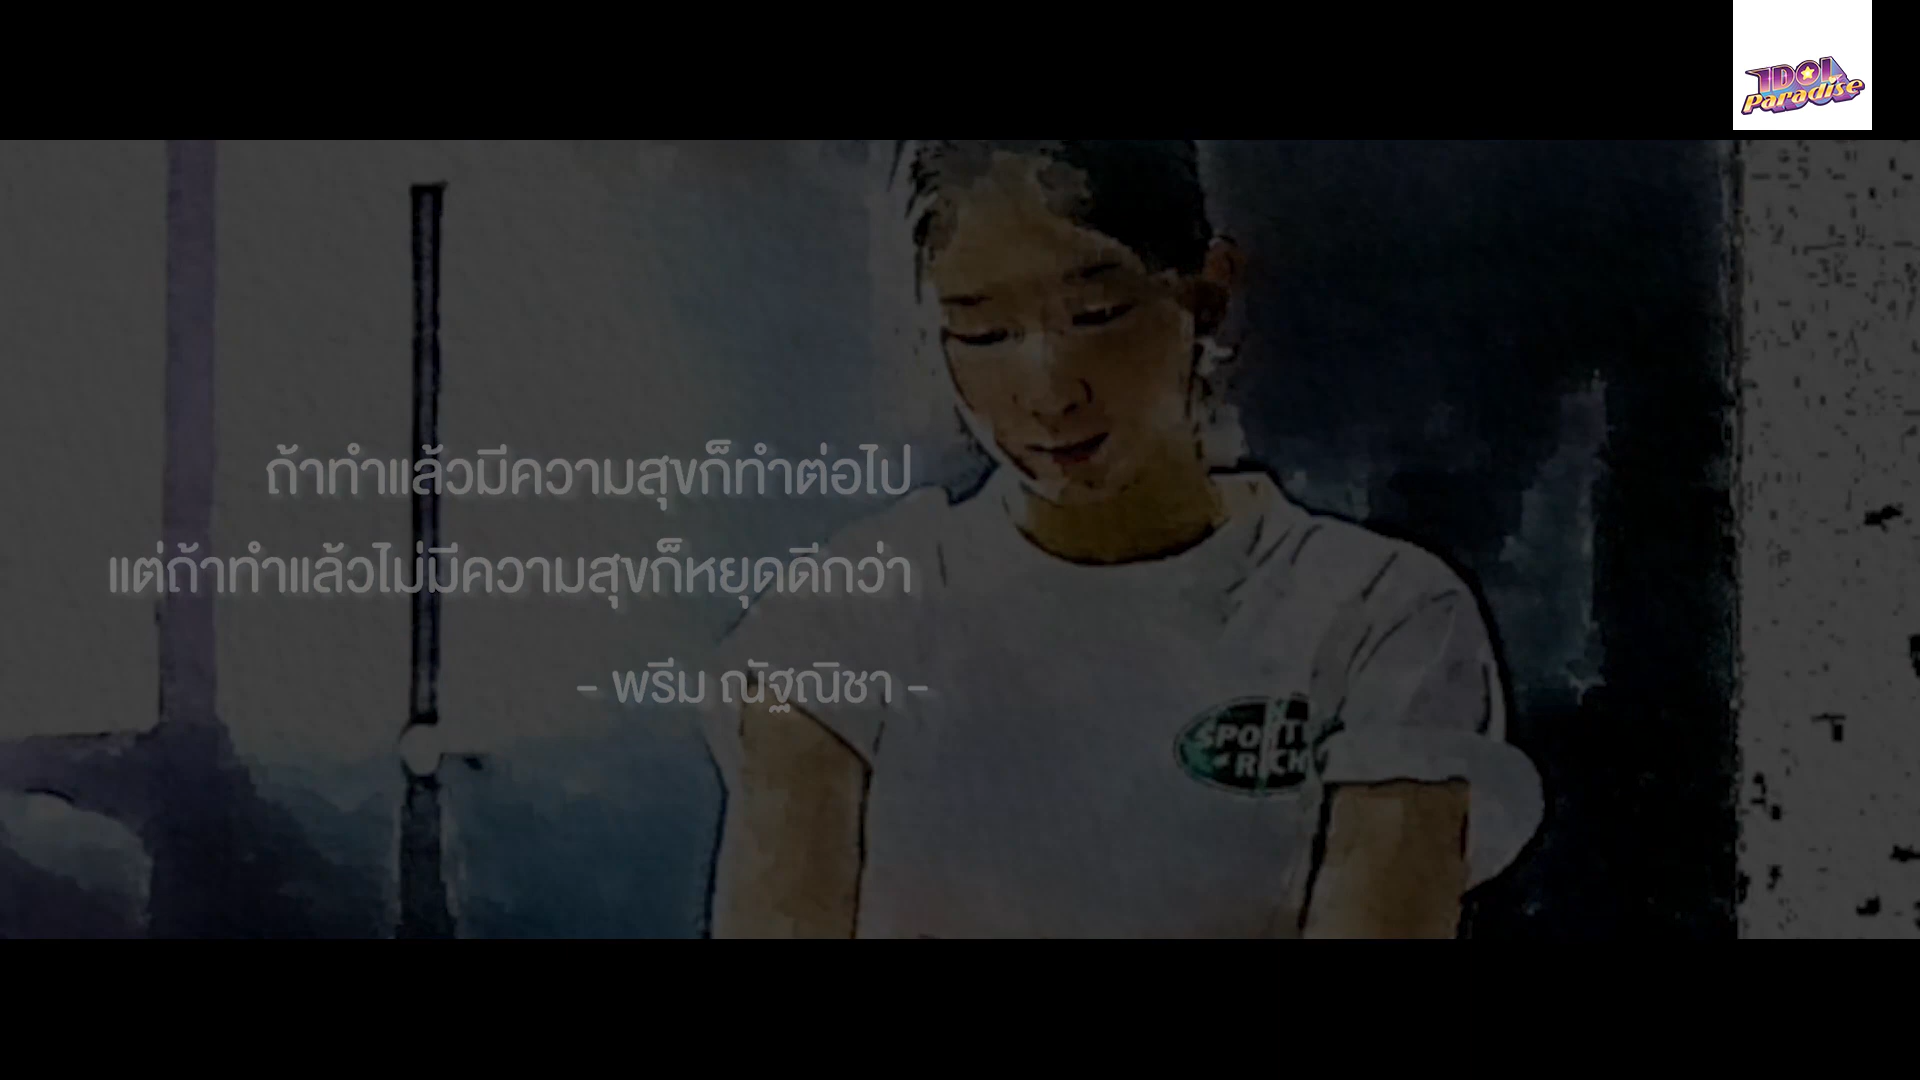 IDOL
Paradise
ถ้าทำแล้วมีความสุขก็ทำต่อไป
แต่ถ้าทำแล้วไม่มีความสุขก็หยุดดีกว่า
- พรีม ณัฐณิชา -
SPORTY
& RICH